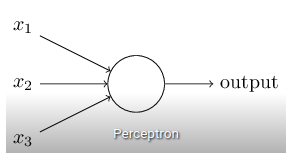 x₁
x₂ output
x₃
Perceptron